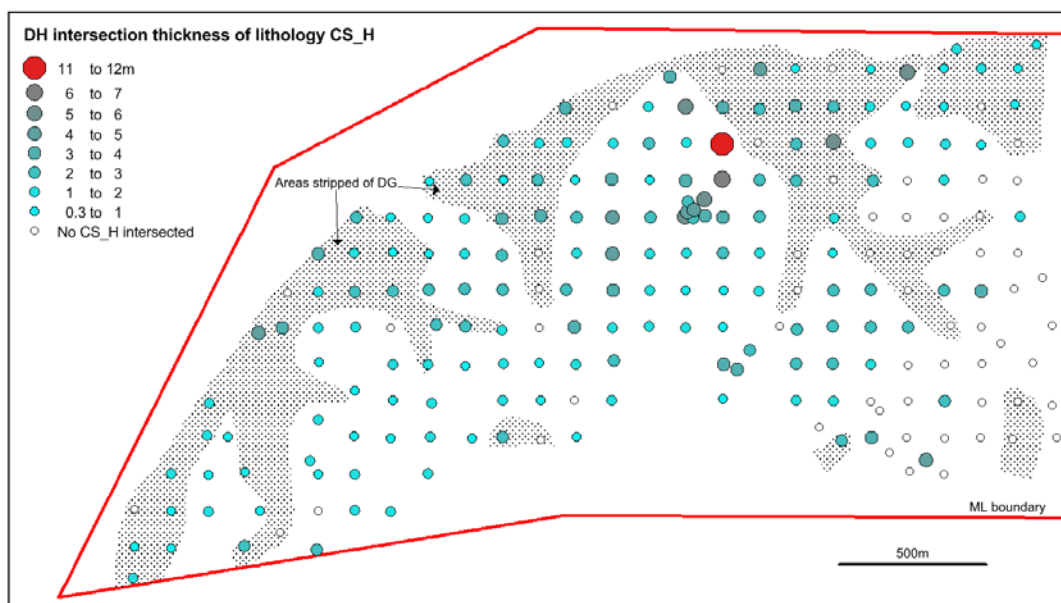 DH intersection thickness of lithology CS_H
11 to 12m
6 to 7
5 to 6
4 to 5
3 to 4
2 to 3
1 to 2
0.3 to 1
No CS_H intersected
Areas stripped of DG
ML boundary
500m